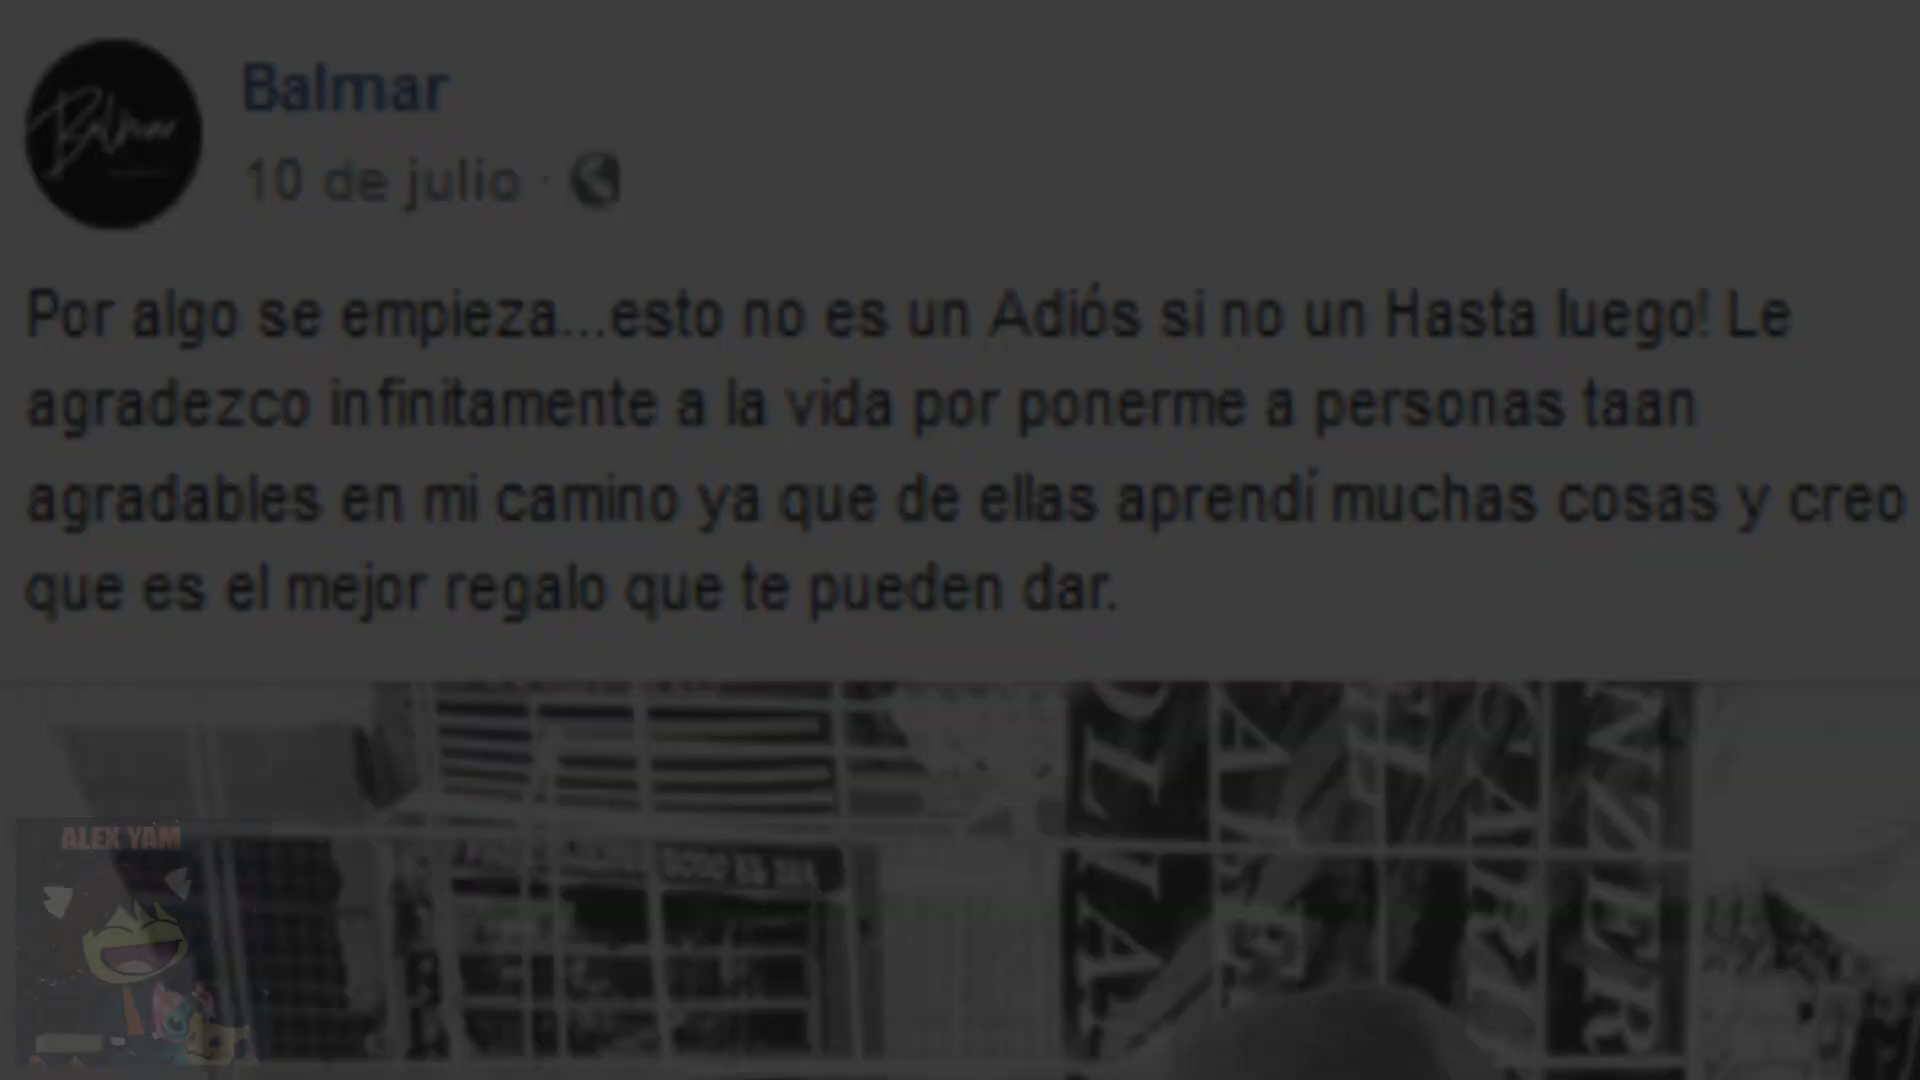 Balmar
Balmar
10 de julio ·
Por algo se empieza...esto no es un Adiós si no un Hasta luego! Le
agradezco infinitamente a la vida por ponerme a personas taan
agradables en mi camino ya que de ellas aprendí muchas cosas y creo
que es el mejor regalo que te pueden dar.
ALEX YAM